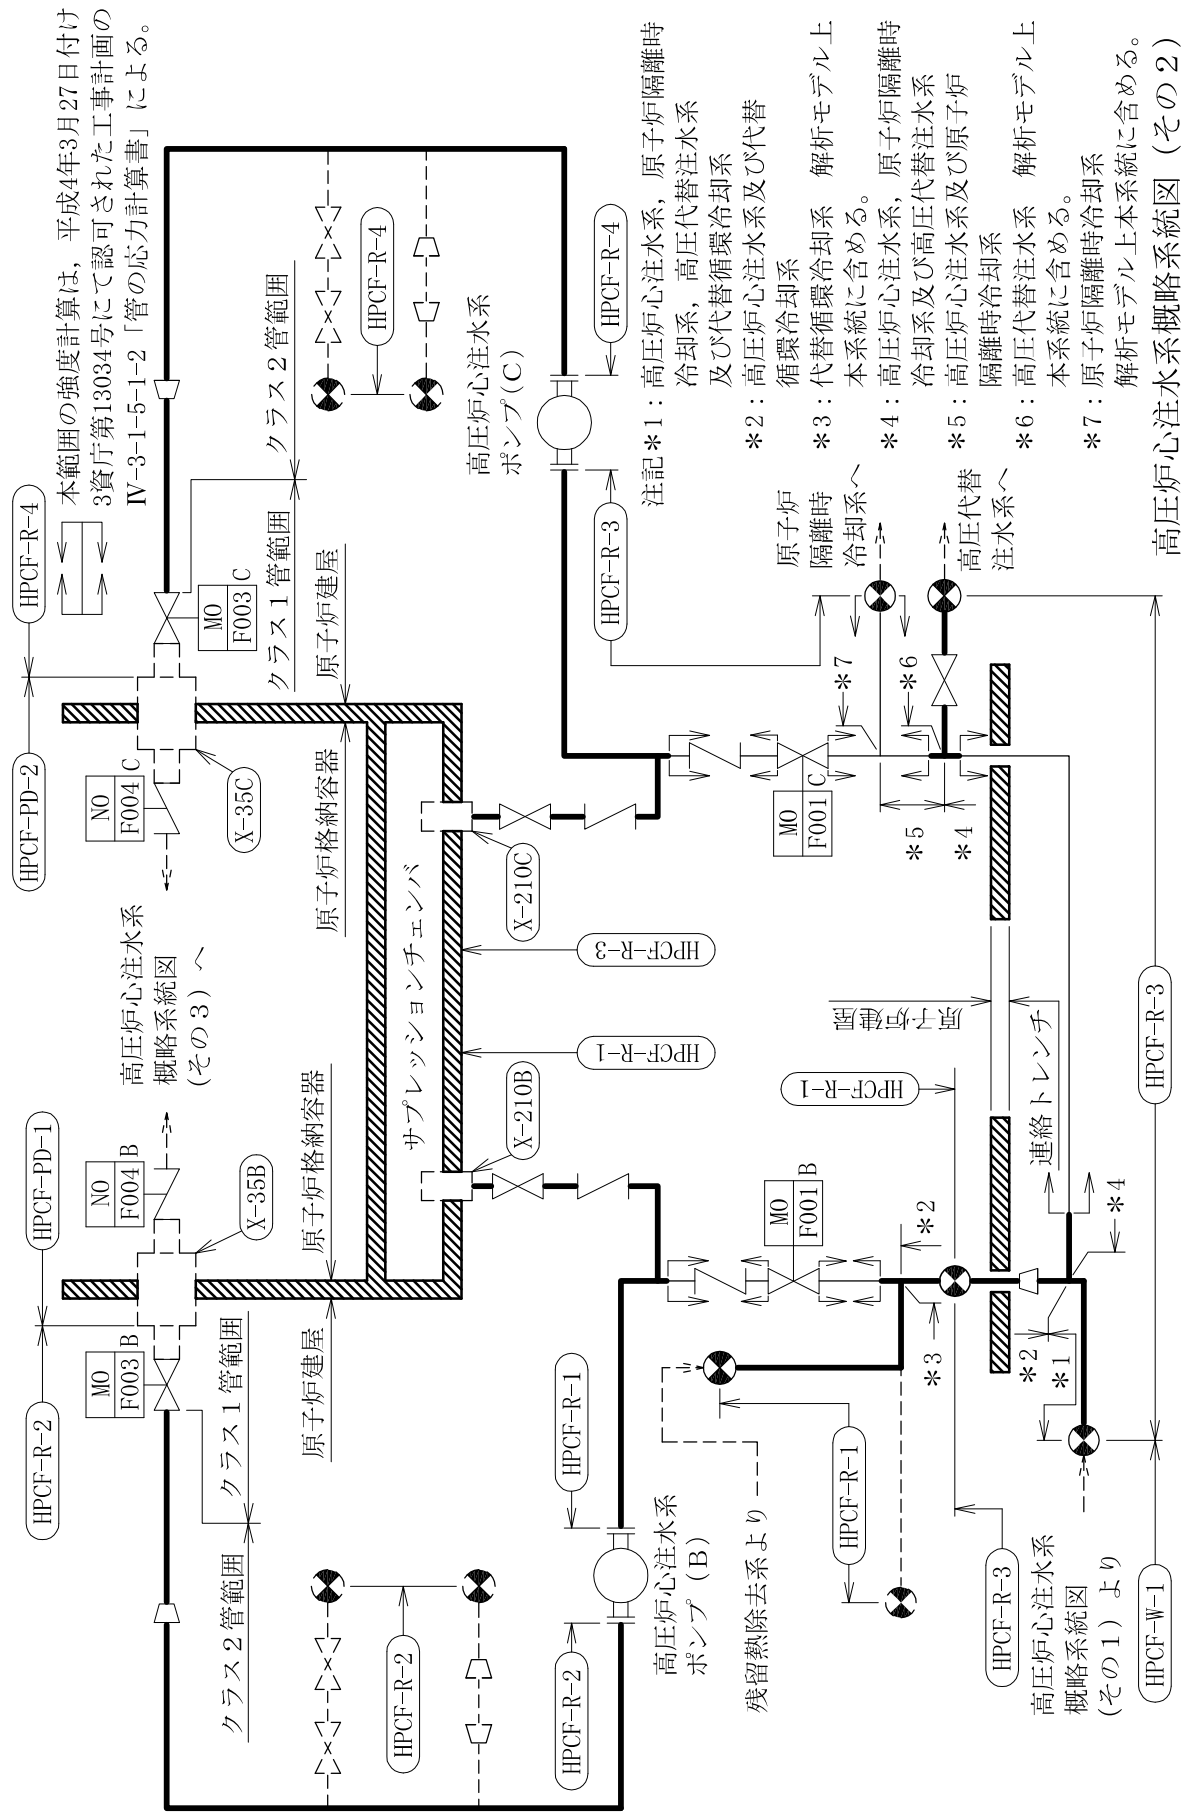 本範囲の強度計算は，平成4年3月27日付け
3資庁第13034号にて認可された工事計画の
Ⅳ-3-1-5-1-2「管の応力計算書」による。
HPCF-R-2
HPCF-PD-1
HPCF-PD-2
HPCF-R-4
MO
F003
B
NO
F004
B
X-35B
高圧炉心注水系
概略系統図
(その3) へ
NO
F004
C
X-35C
MO
F003
C
クラス2管範囲
クラス1管範囲
クラス1管範囲
クラス2管範囲
原子炉建屋
原子炉格納容器
原子炉格納容器
原子炉建屋
サプレッションチェンバ
HPCF-R-2
HPCF-R-4
X-210B
X-210C
HPCF-R-1
HPCF-R-3
HPCF-R-2
HPCF-R-1
高圧炉心注水系
ポンプ (B)
高圧炉心注水系
ポンプ(C)
HPCF-R-3
HPCF-R-4
残留熱除去系より
MO
F001
B
MO
F001
C
HPCF-R-1
*2
*3
HPCF-R-1
原子炉建屋
連絡トレンチ
*7
*6
*5
*4
原子炉
隔離時
冷却系へ
高圧代替
注水系へ
HPCF-R-3
*2
*1
*4
高圧炉心注水系
概略系統図
(その1) より
HPCF-W-1
HPCF-R-3
注記*1：高圧炉心注水系，原子炉隔離時
冷却系，高圧代替注水系
及び代替循環冷却系
*2：高圧炉心注水系及び代替
循環冷却系
*3：代替循環冷却系　解析モデル上
本系統に含める。
*4：高圧炉心注水系，原子炉隔離時
冷却系及び高圧代替注水系
*5：高圧炉心注水系及び原子炉
隔離時冷却系
*6：高圧代替注水系　解析モデル上
本系統に含める。
*7：原子炉隔離時冷却系
解析モデル上本系統に含める。
高圧炉心注水系概略系統図 (その2)